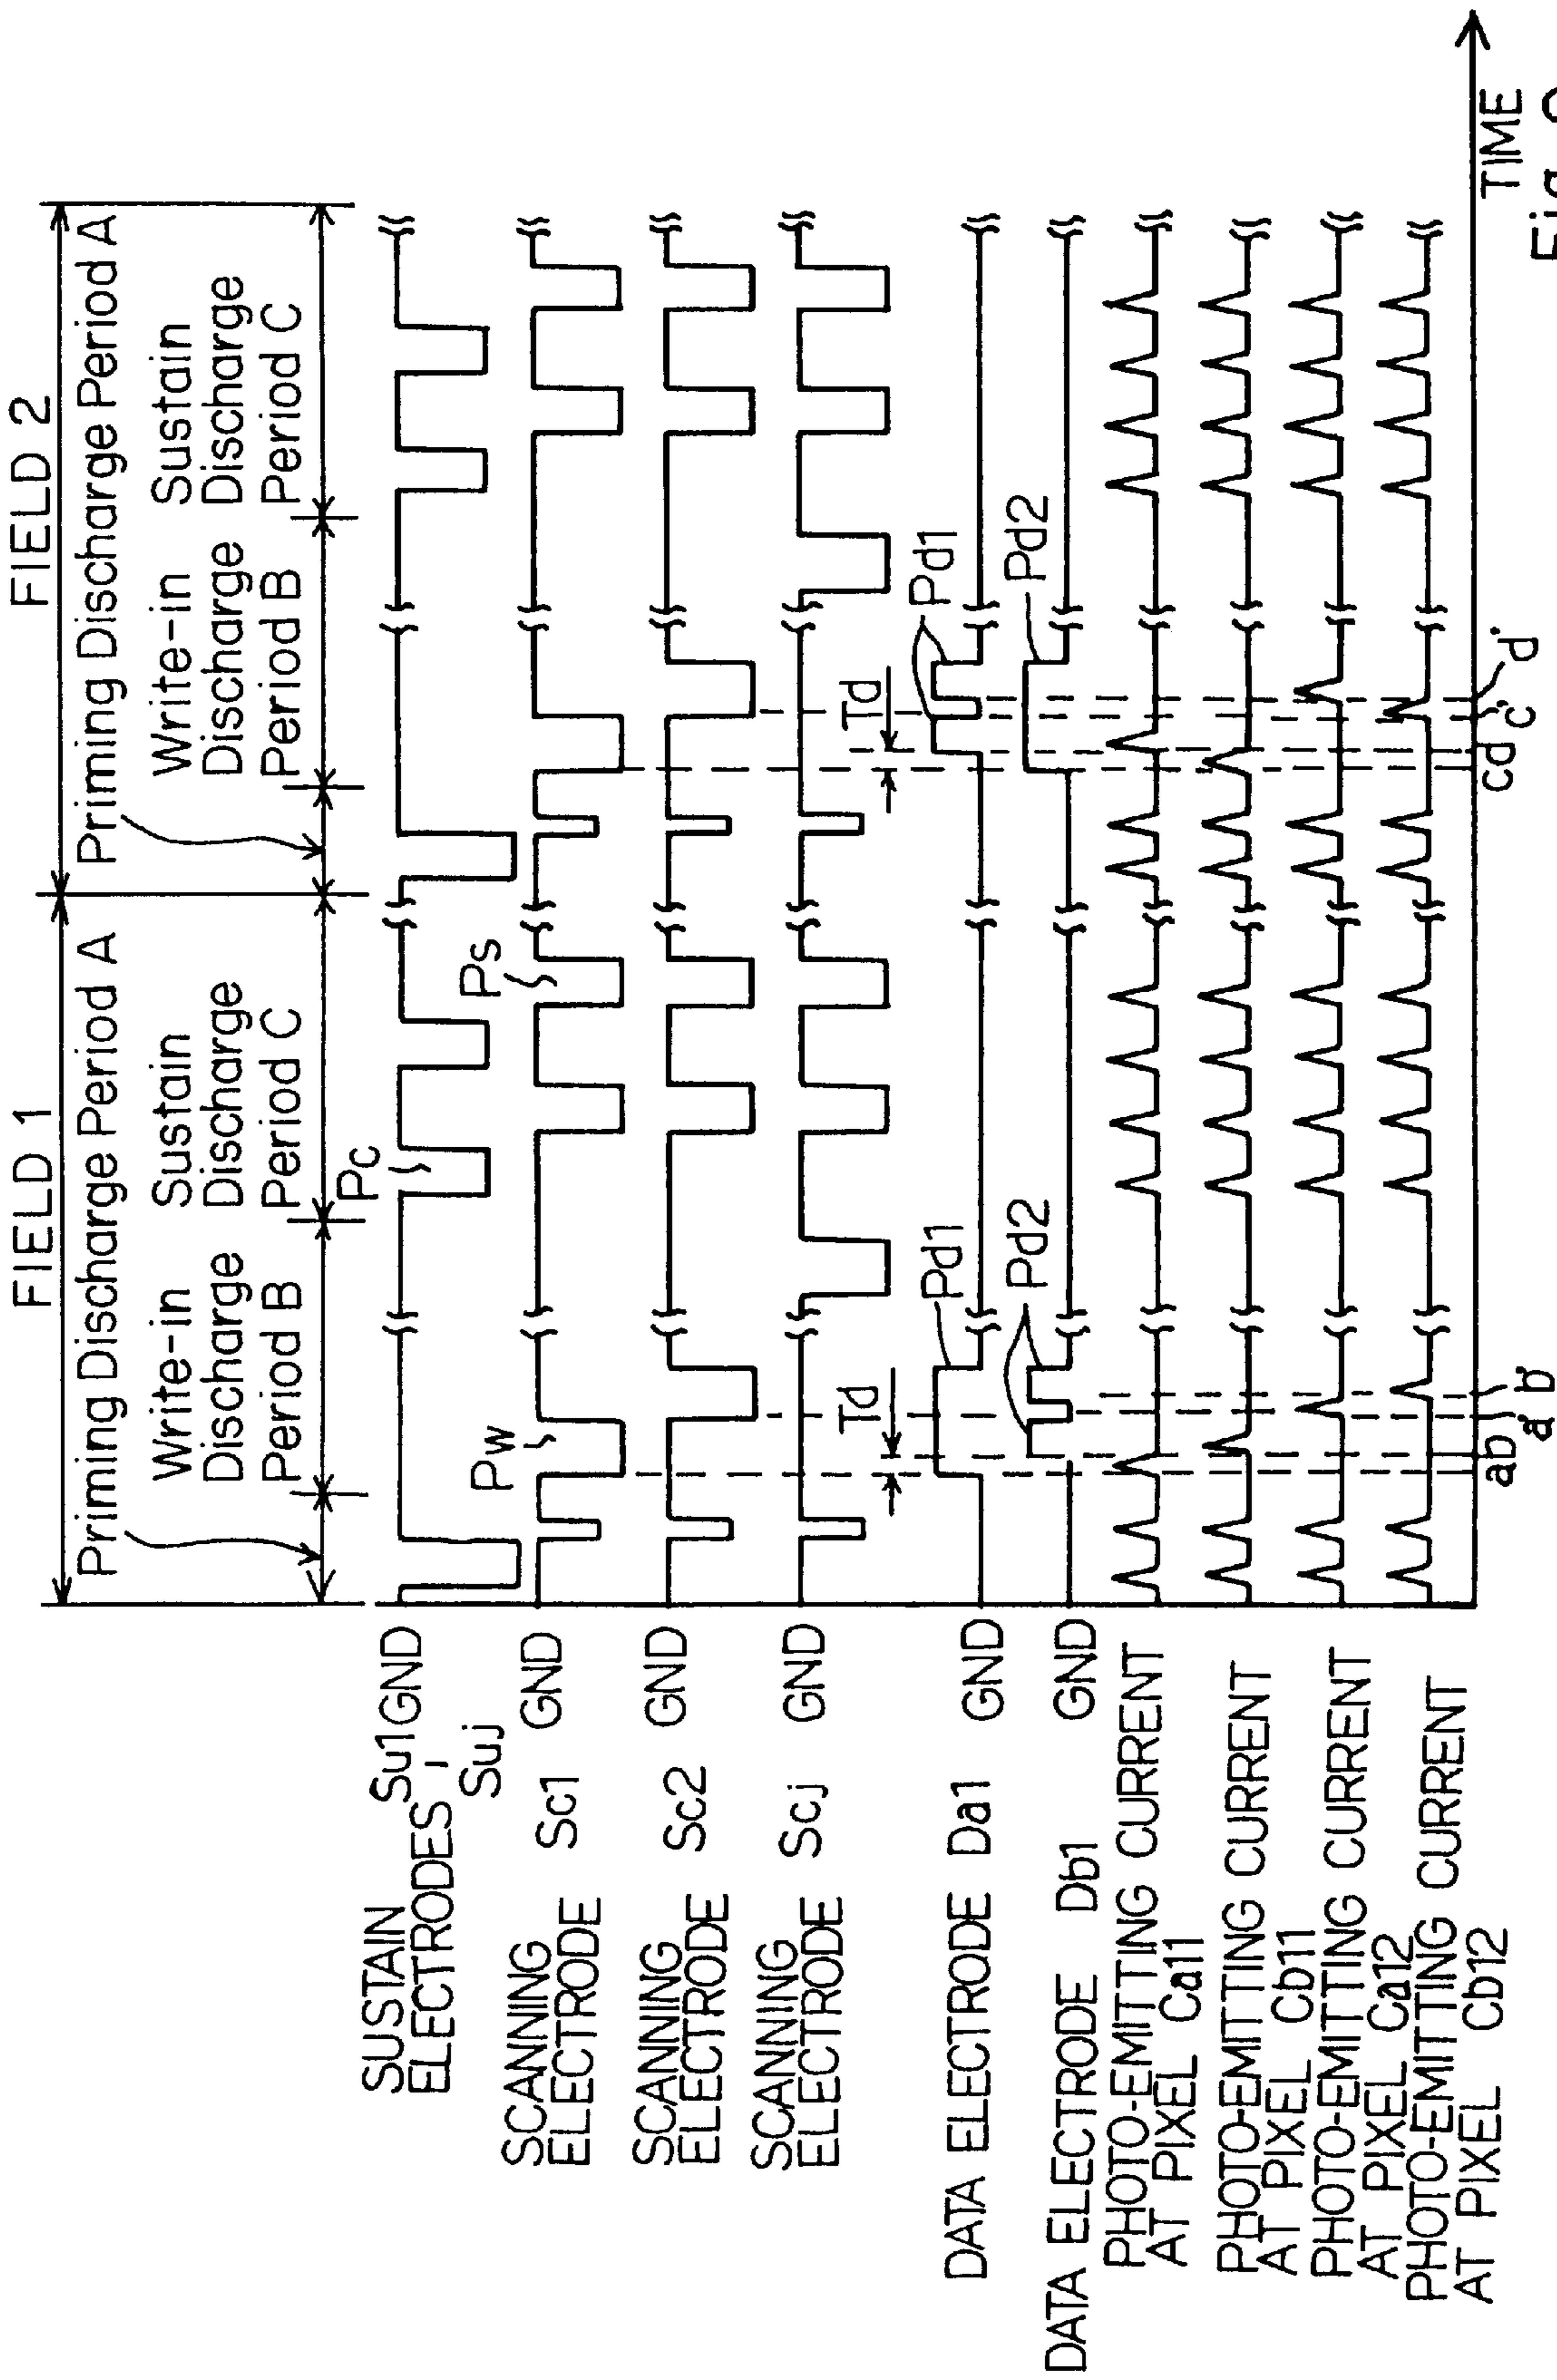 FIELD 1
FIELD 2
Priming Discharge Period A
Priming Discharge Period A
Write-in
Discharge
Period B
Sustain
Discharge
Period C
Write-in
Discharge
Period B
Sustain
Discharge
Period C
SUSTAIN
ELECTRODES
Su1
-
Suj
GND
Pc
SCANNING
ELECTRODE Sc1 GND
Pw
Ps
SCANNING
ELECTRODE Sc2 GND
SCANNING
ELECTRODE Scj GND
Td
Td
DATA ELECTRODE Da1 GND
Pd1
Pd1
DATA ELECTRODE Db1 GND
Pd2
Pd2
PHOTO-EMITTING CURRENT
AT PIXEL Ca11
PHOTO-EMITTING CURRENT
AT PIXEL Cb11
PHOTO-EMITTING CURRENT
AT PIXEL Ca12
PHOTO-EMITTING CURRENT
AT PIXEL Cb12
a b a' b'
c d c' d'
TIME
Fig.